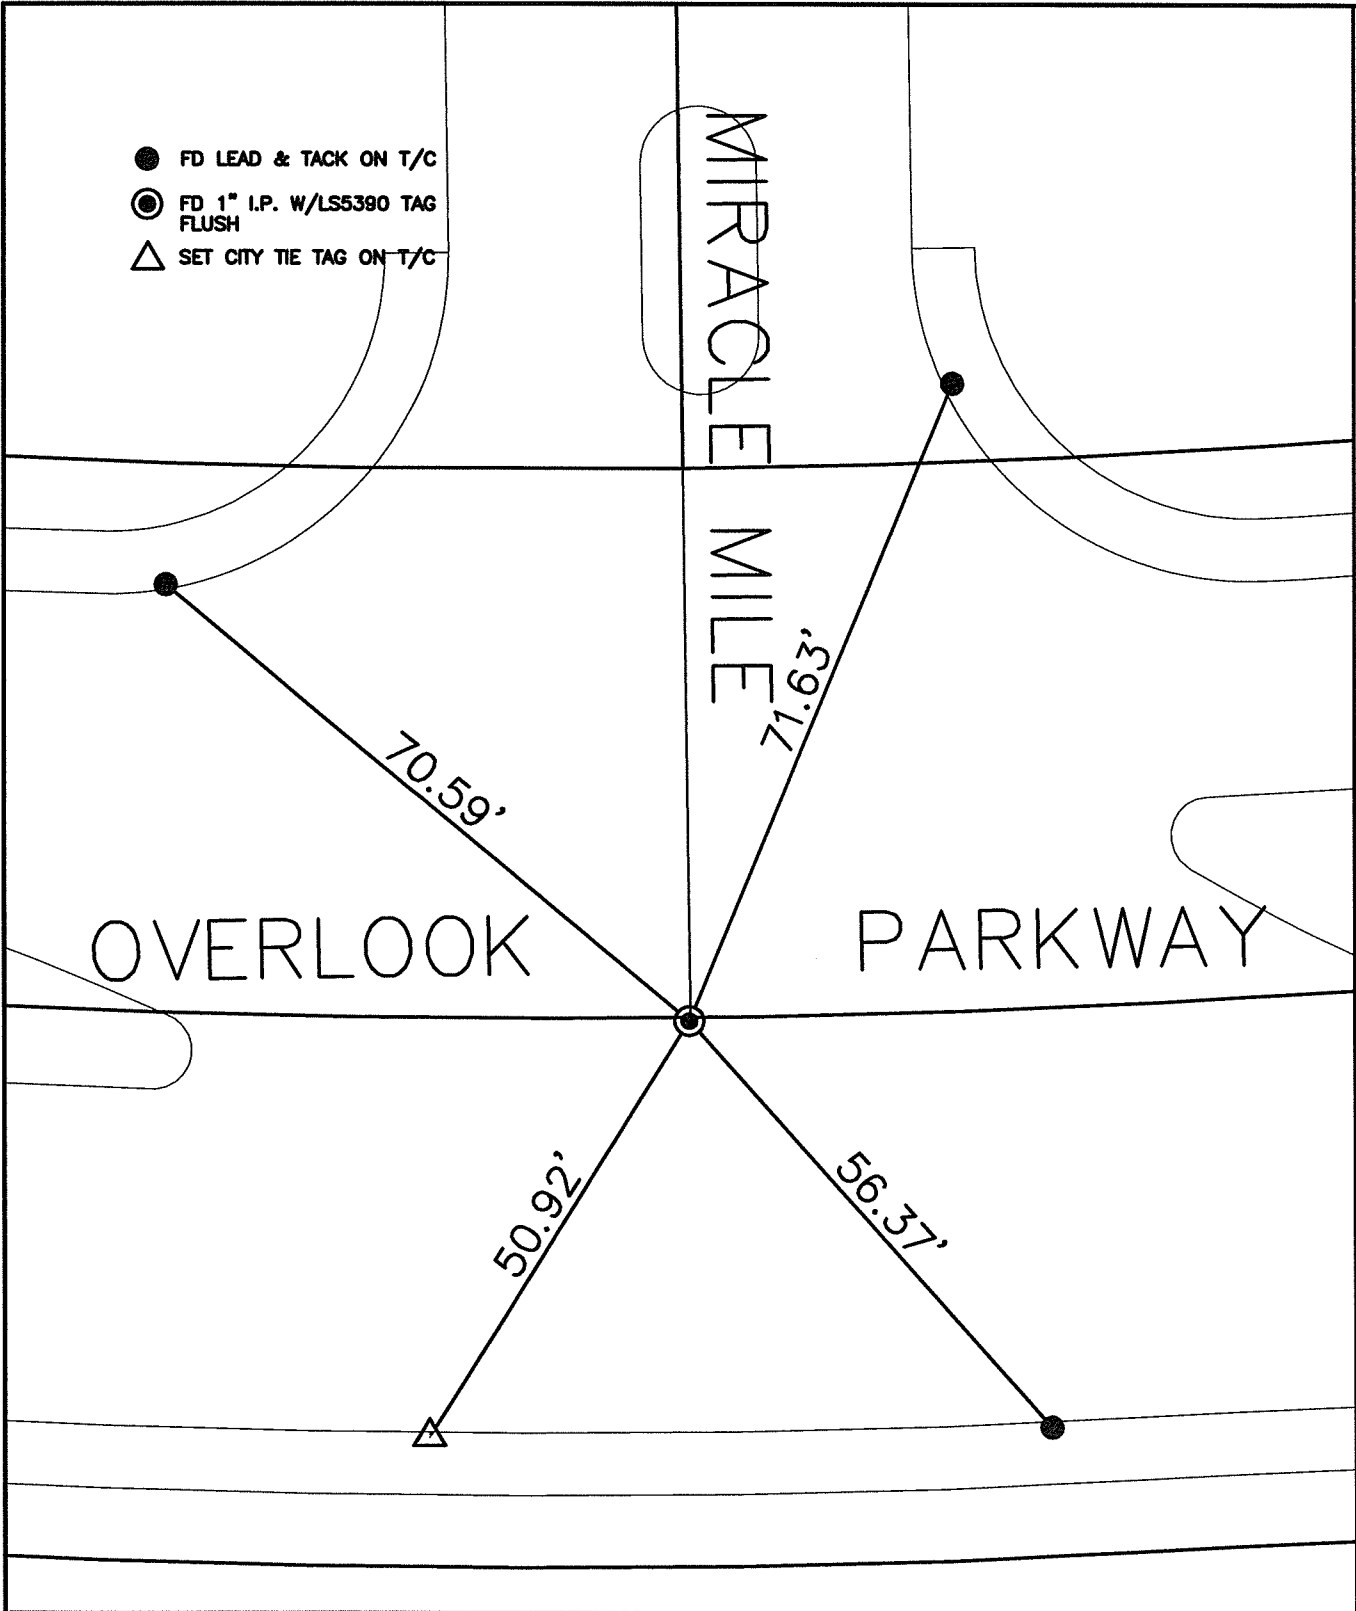 FD LEAD & TACK ON T/C
FD 1" I.P. W/LS5390 TAG
FLUSH
SET CITY TIE TAG ON T/C
MIRACLE MILE
71.63'
70.59'
OVERLOOK PARKWAY
50.92'
56.37'